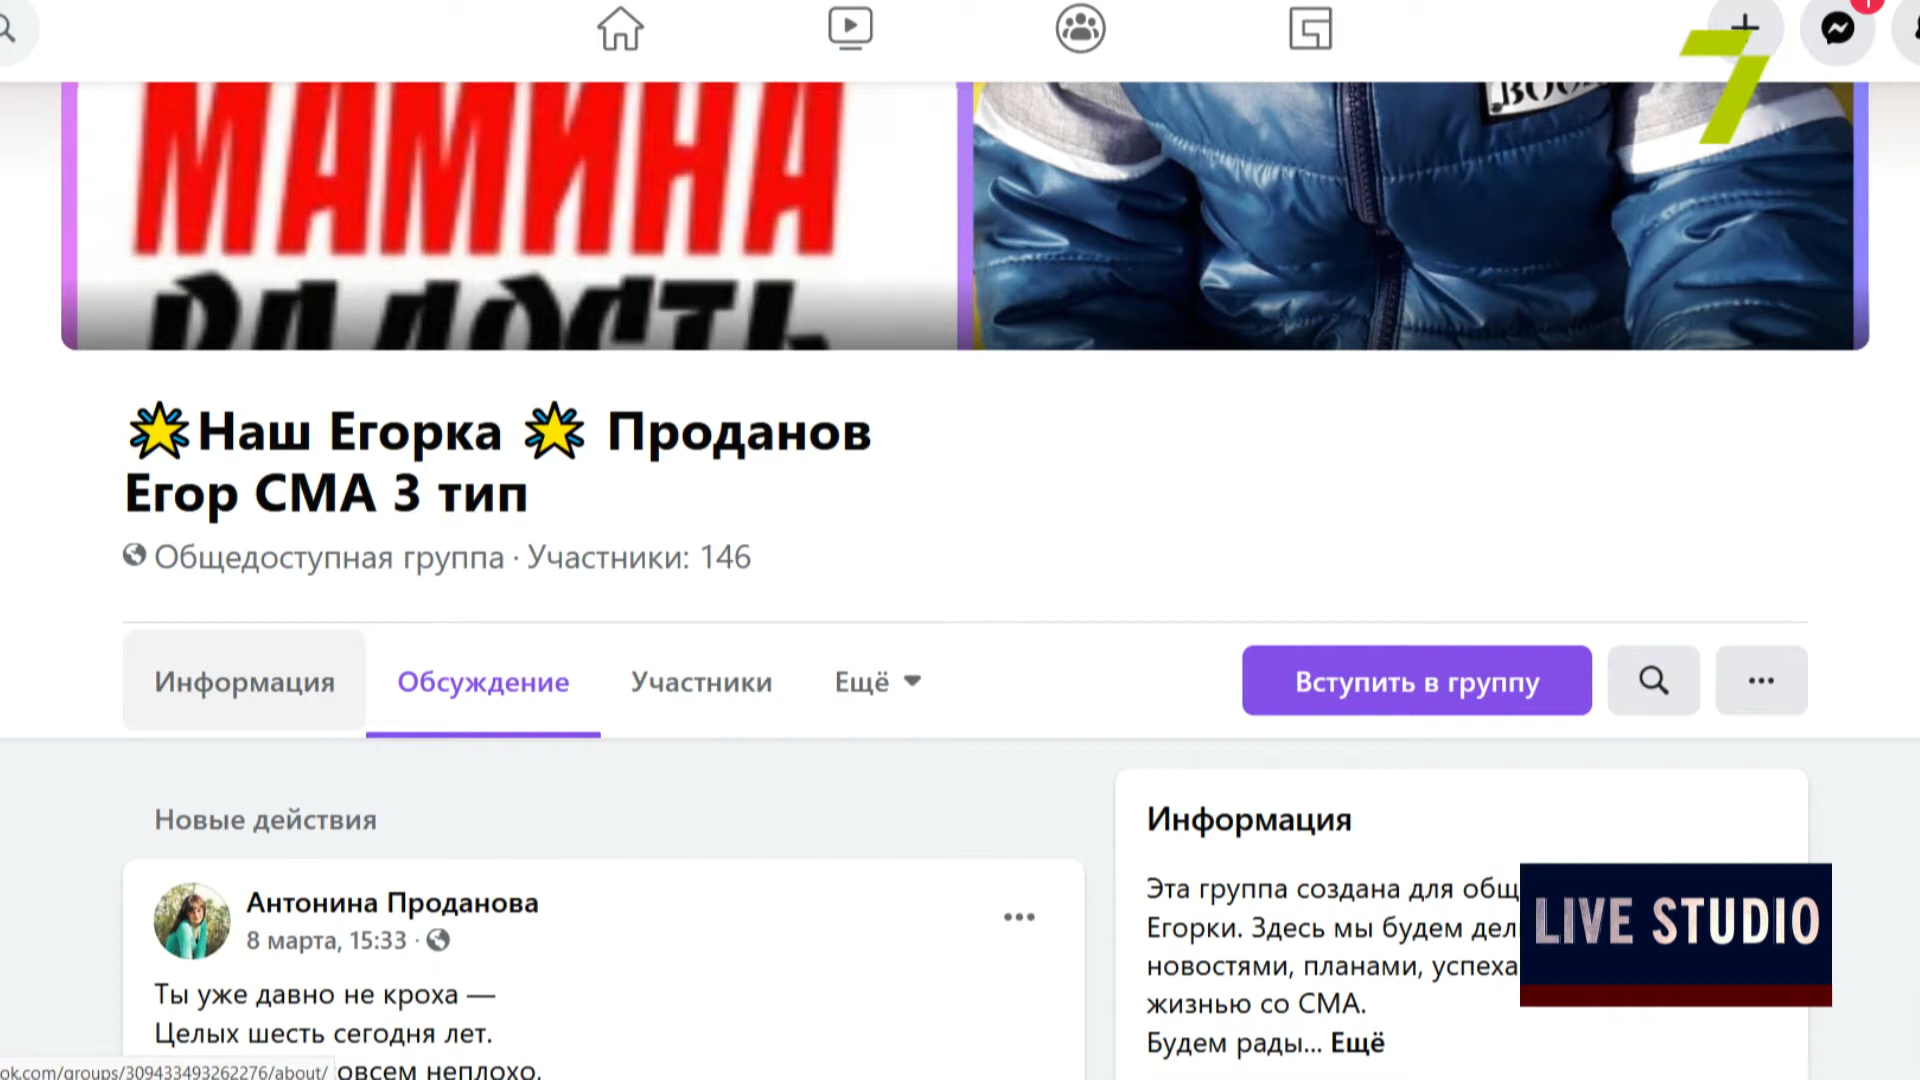 7
МАМИНА
РАДОСТЬ
🌟Наш Егорка 🌟 Проданов
Егор СМА 3 тип
Общедоступная группа · Участники: 146
Информация
Обсуждение
Участники
Ещё
Вступить в группу
Новые действия
Антонина Проданова
8 марта, 15:33 ·
Ты уже давно не кроха —
Целых шесть сегодня лет.
овсем неплохо,
Информация
Эта группа создана для общ
Егорки. Здесь мы будем дел
новостями, планами, успеха
жизнью со СМА.
Будем рады... Ещё
LIVE STUDIO
ok.com/groups/309433493262276/about/